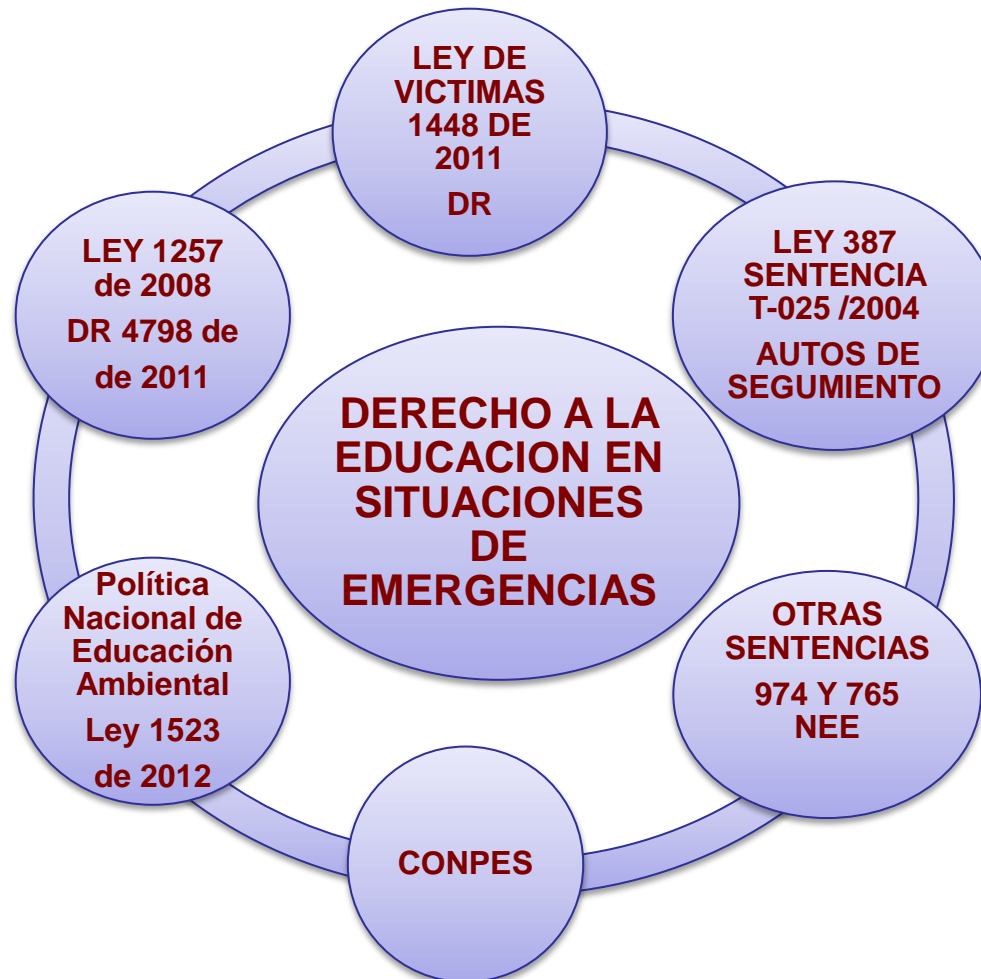 LEY DE
VICTIMAS
1448 DE
2011
DR
LEY 387
SENTENCIA
T-025 /2004
AUTOS DE
SEGUMIENTO
OTRAS
SENTENCIAS
974 Y 765
NEE
CONPES
Política
Nacional de
Educación
Ambiental
Ley 1523
de 2012
LEY 1257
de 2008
DR 4798 de
de 2011
DERECHO A LA
EDUCACION EN
SITUACIONES
DE
EMERGENCIAS